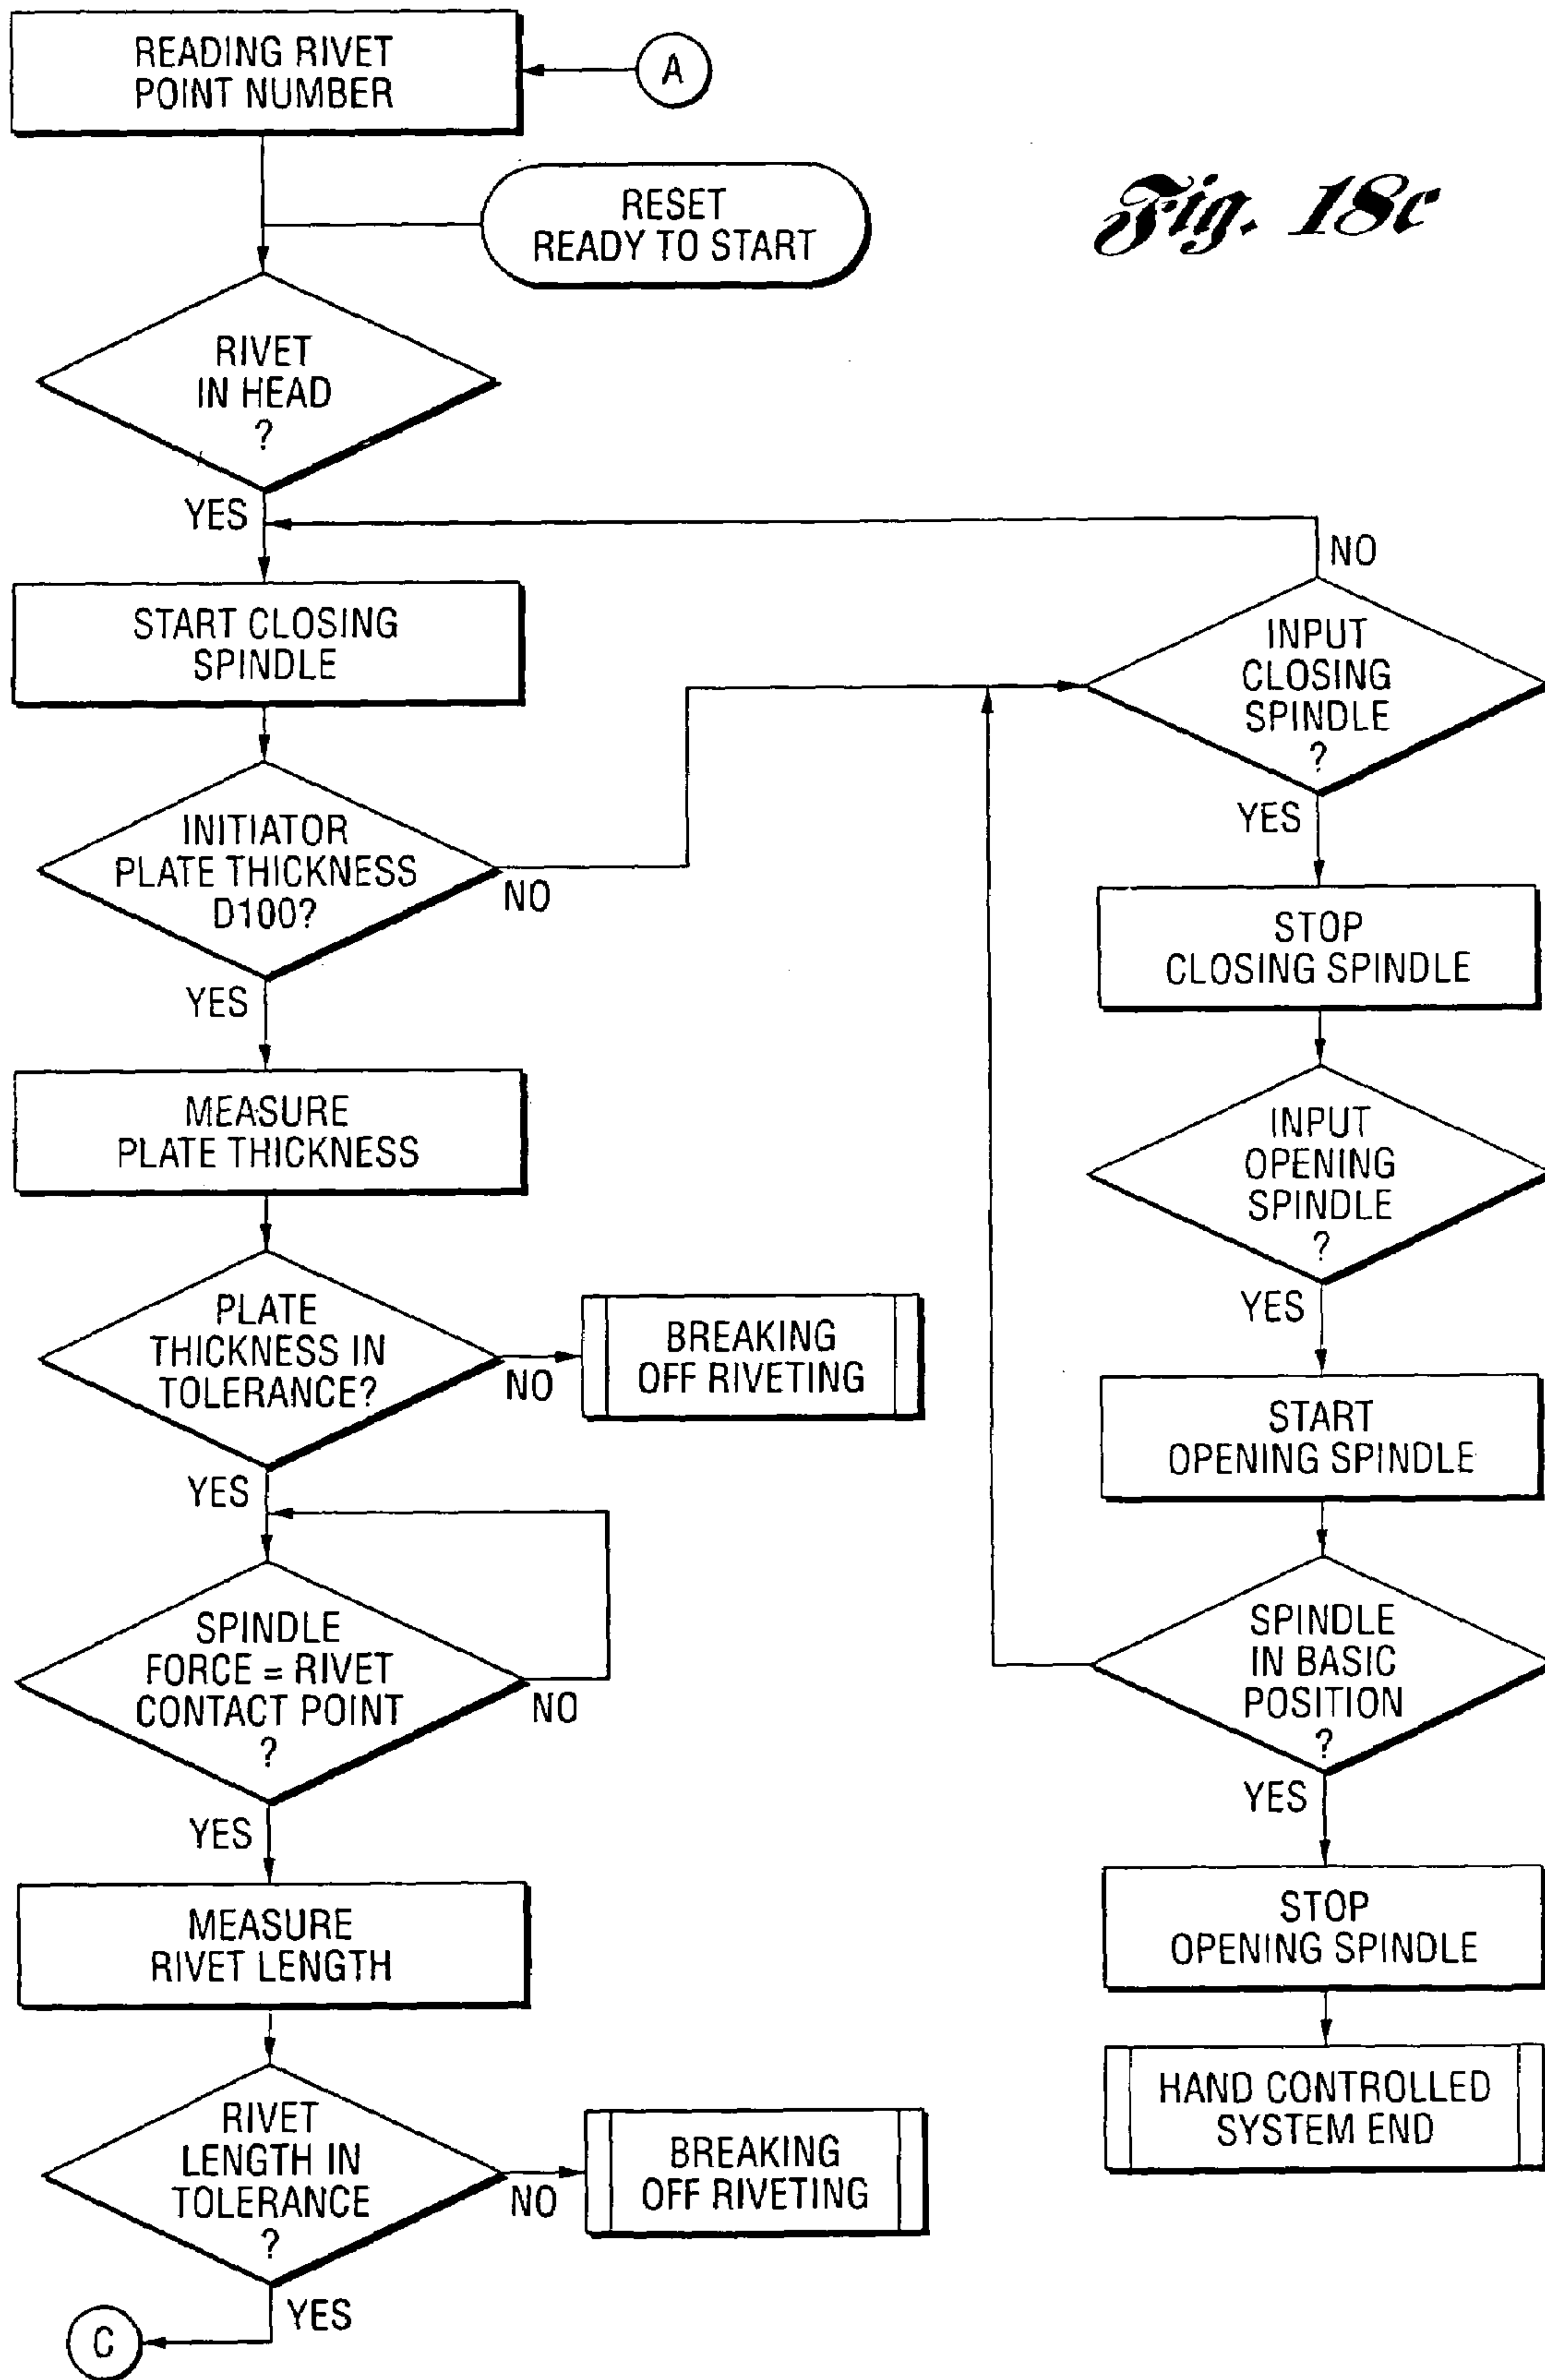 READING RIVET
POINT NUMBER
A
RESET
READY TO START
Fig. 18c
RIVET
IN HEAD
?
YES
START CLOSING
SPINDLE
INITIATOR
PLATE THICKNESS
D100?
NO
YES
MEASURE
PLATE THICKNESS
PLATE
THICKNESS IN
TOLERANCE?
NO
BREAKING
OFF RIVETING
YES
SPINDLE
FORCE = RIVET
CONTACT POINT
?
NO
YES
MEASURE
RIVET LENGTH
RIVET
LENGTH IN
TOLERANCE
?
NO
BREAKING
OFF RIVETING
YES
C
NO
INPUT
CLOSING
SPINDLE
?
YES
STOP
CLOSING SPINDLE
INPUT
OPENING
SPINDLE
?
YES
START
OPENING SPINDLE
SPINDLE
IN BASIC
POSITION
?
YES
STOP
OPENING SPINDLE
HAND CONTROLLED
SYSTEM END